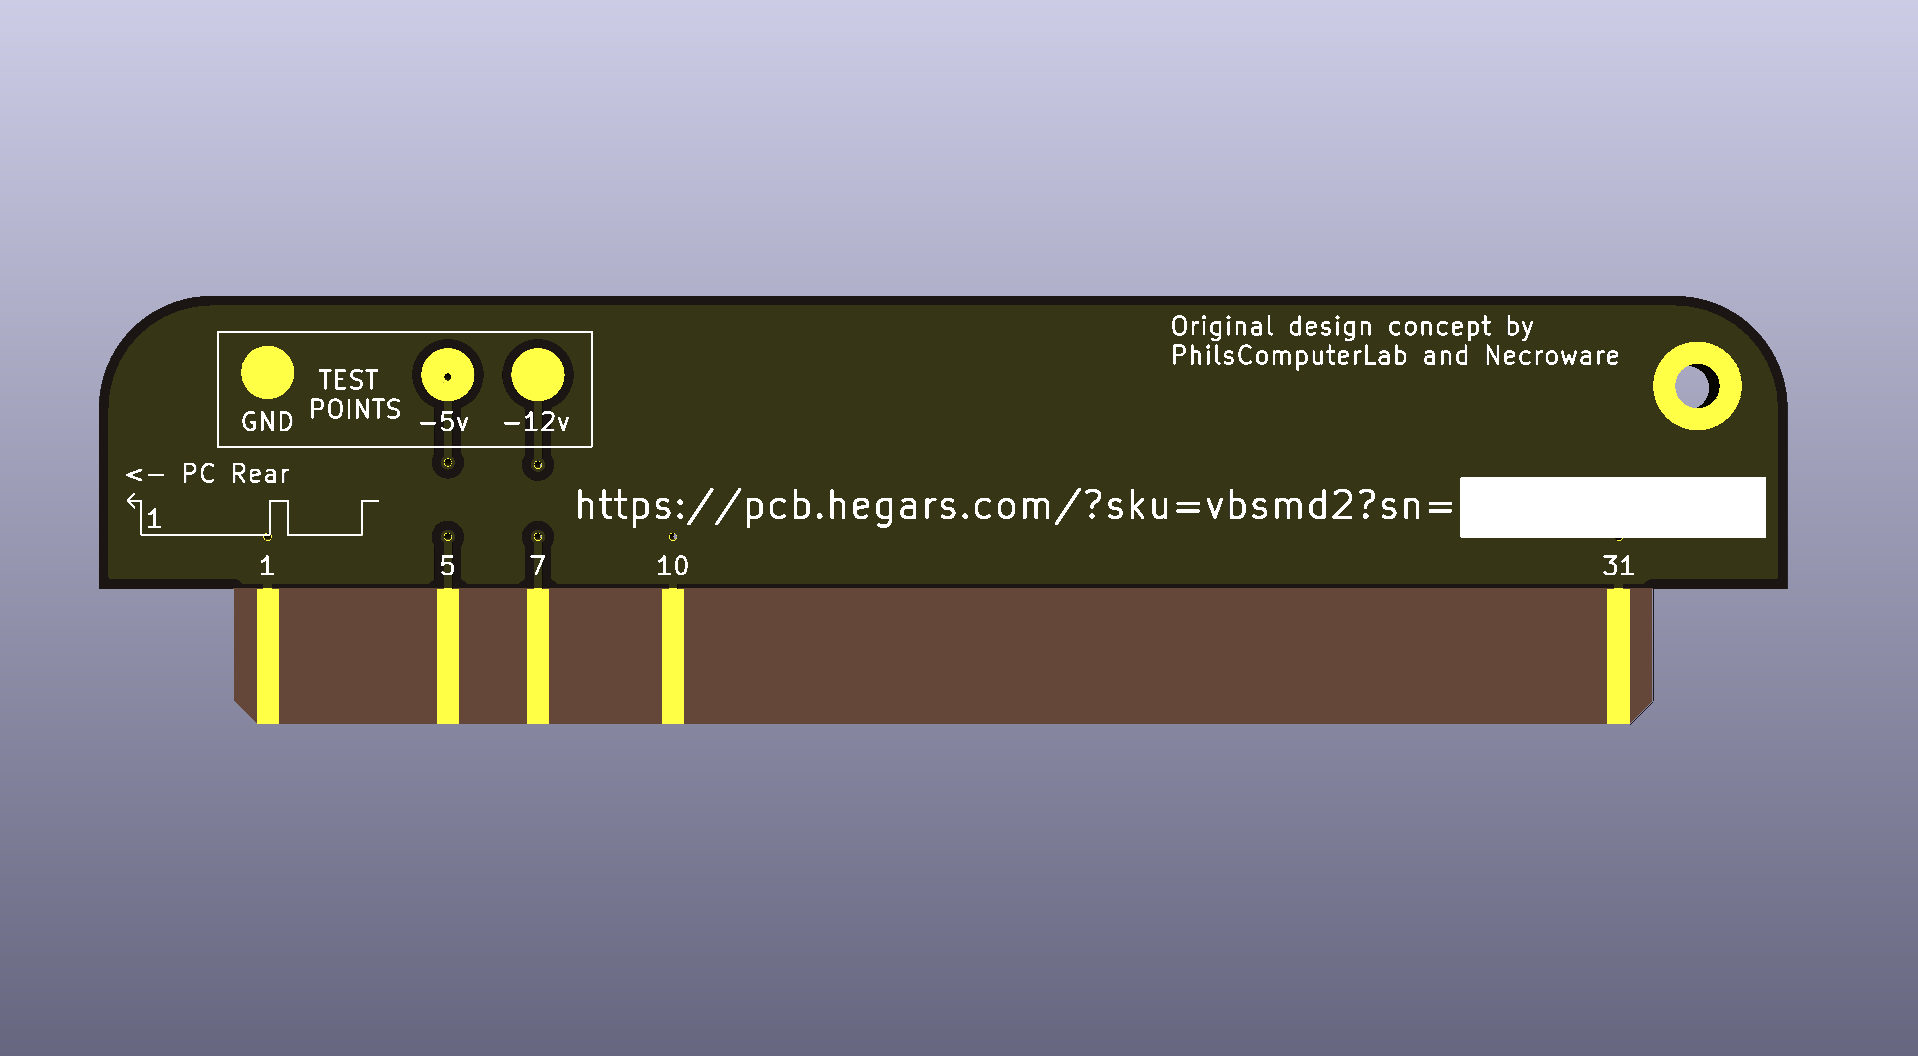 Original design concept by
PhilsComputerLab and Necroware
TEST
POINTS
GND
-5v
-12v
<- PC Rear
1
https://pcb.hegars.com/?sku=vbsmd2?sn=
1 5 7 10 31